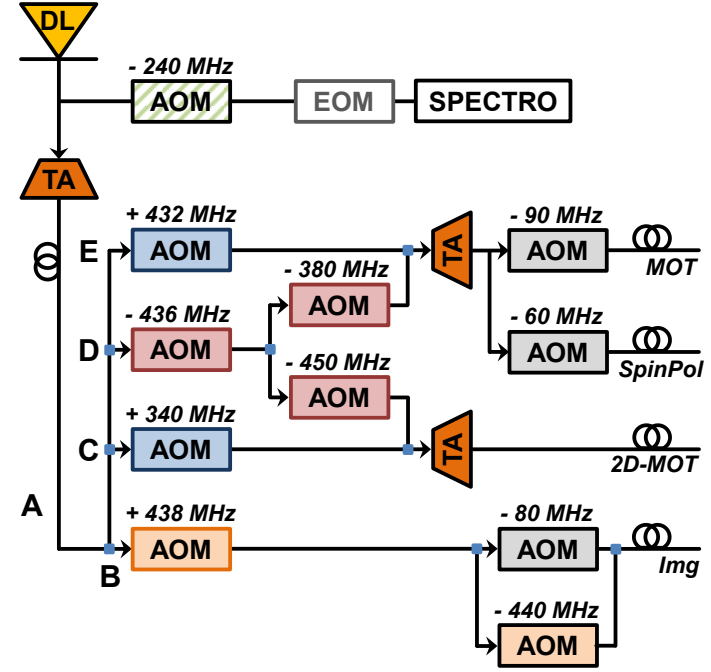 DL
- 240 MHz
AOM
EOM
SPECTRO
TA
+ 432 MHz
E
AOM
TA
- 90 MHz
AOM
MOT
- 380 MHz
AOM
- 436 MHz
D
AOM
- 60 MHz
AOM
SpinPol
- 450 MHz
AOM
+ 340 MHz
C
AOM
TA
2D-MOT
A
+ 438 MHz
B
AOM
- 80 MHz
AOM
Img
- 440 MHz
AOM